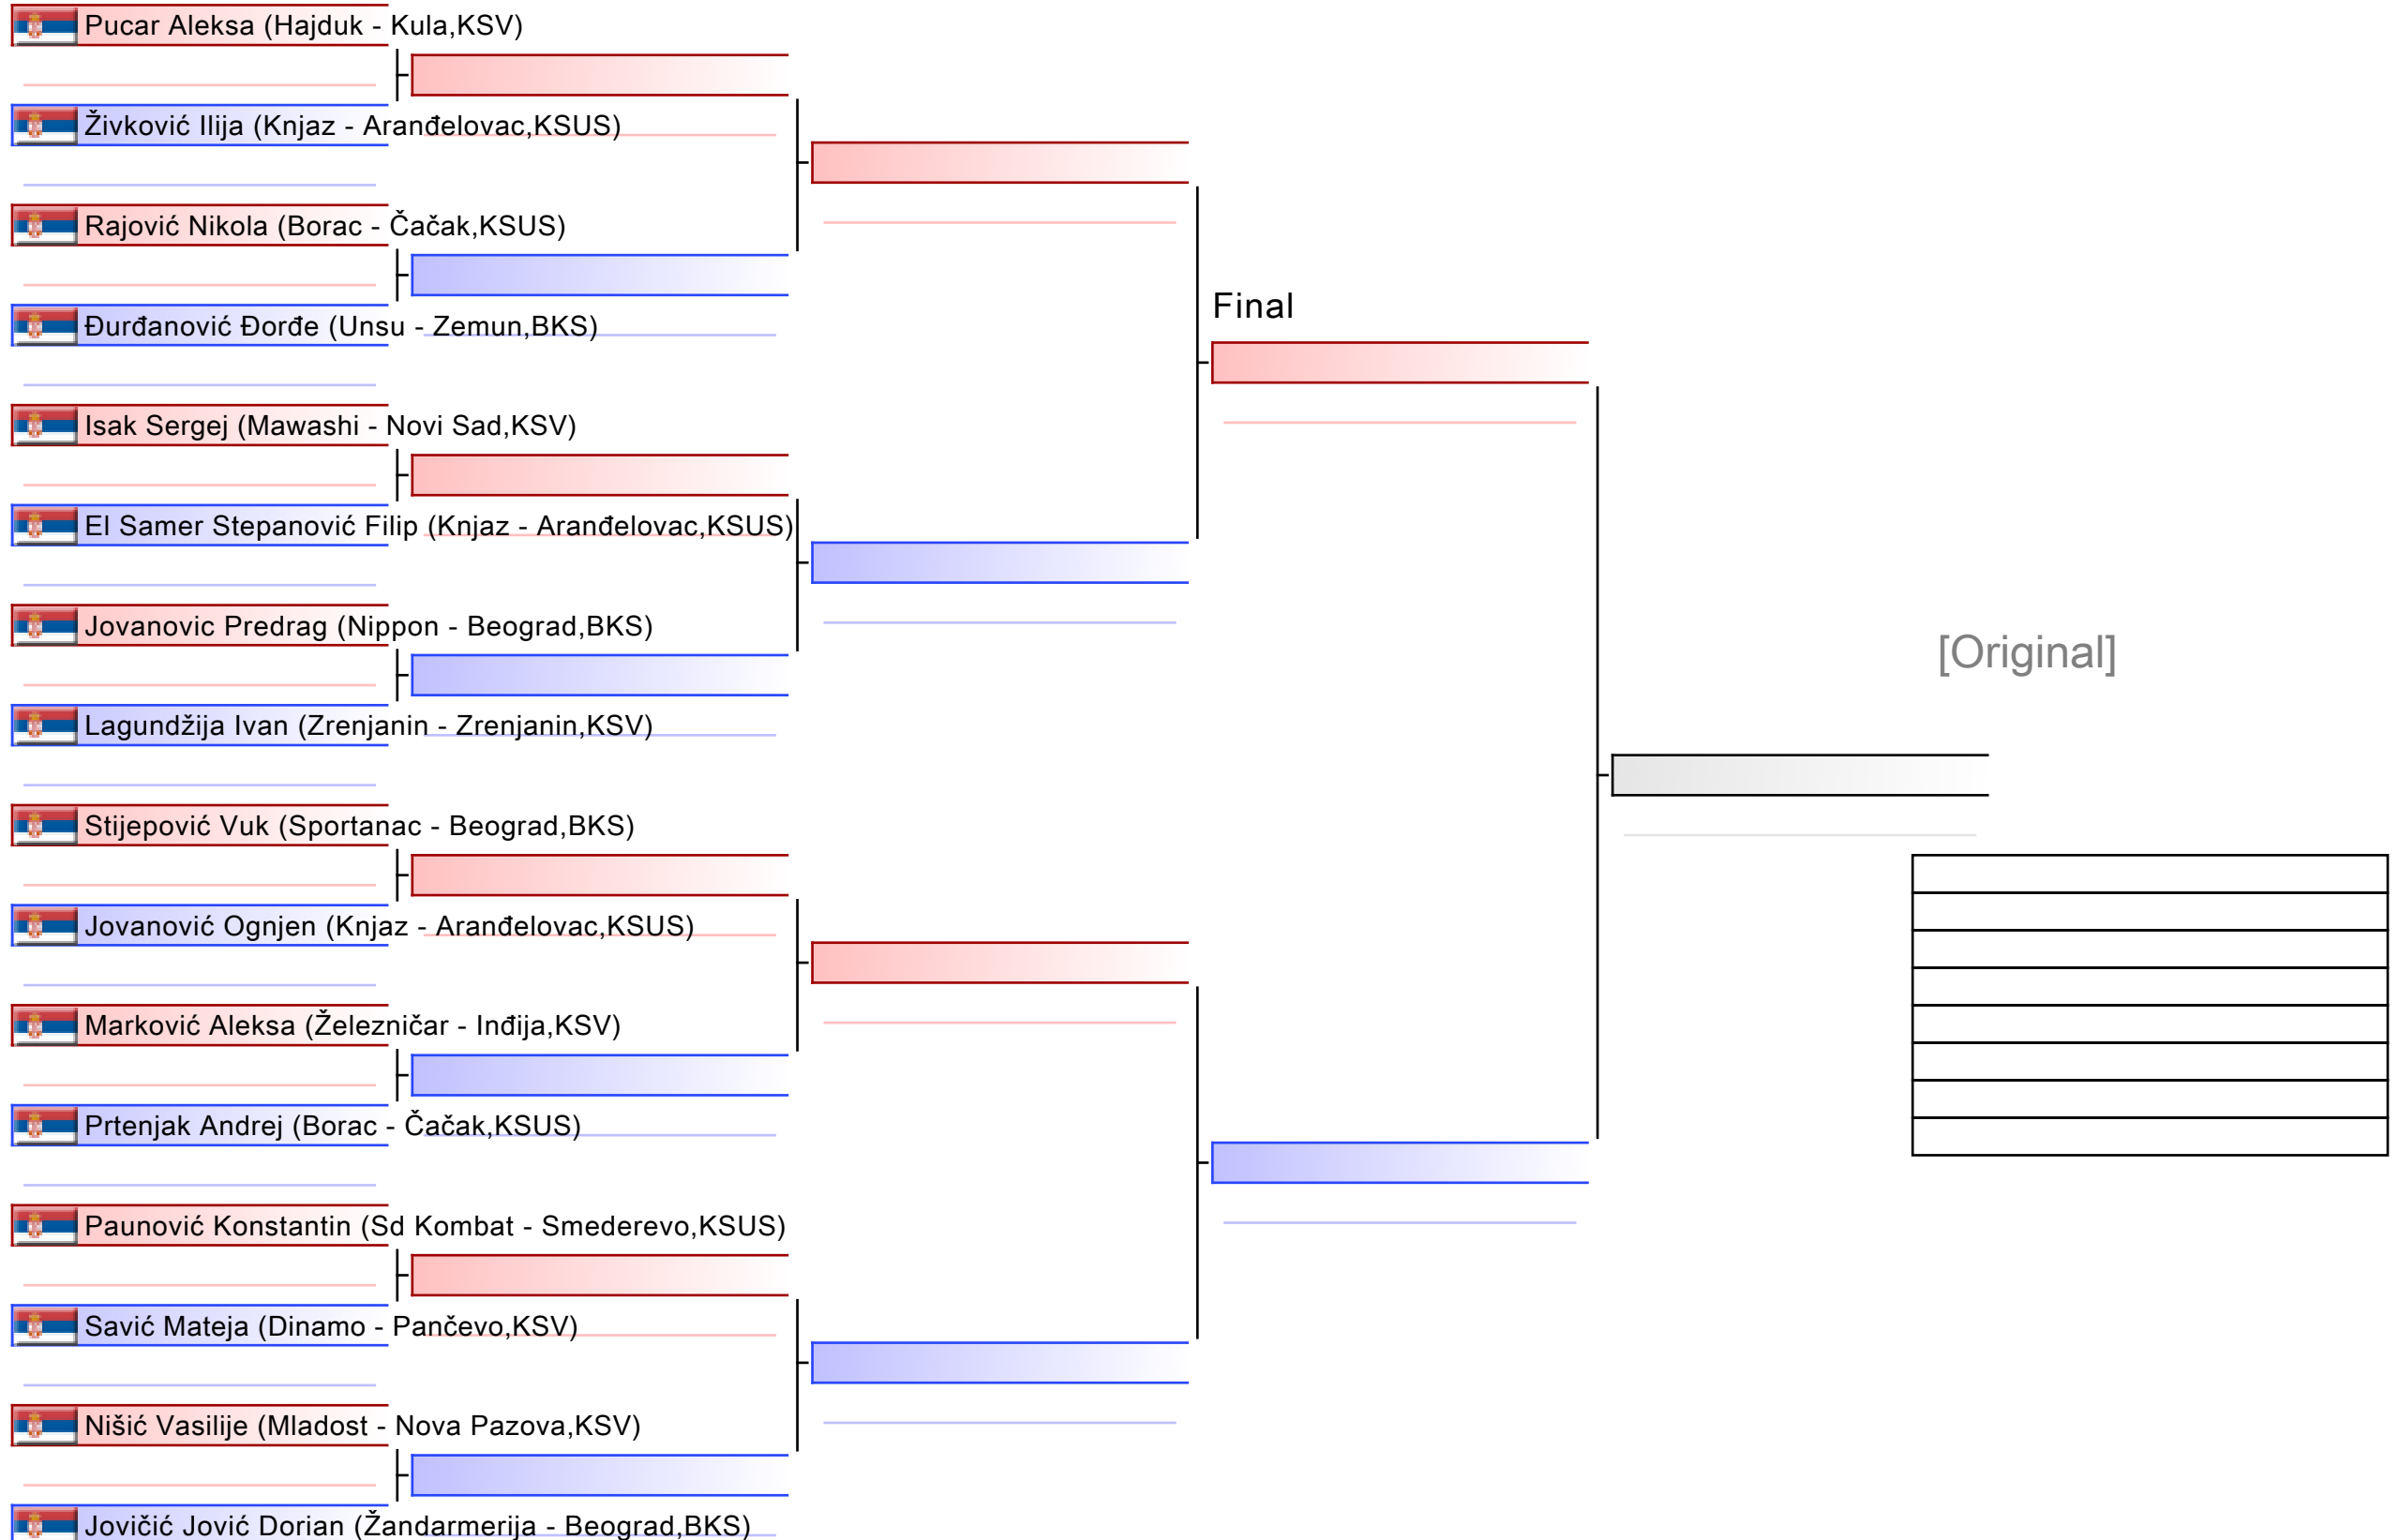 Pucar Aleksa (Hajduk - Kula,KSV)
Živković Ilija (Knjaz - Aranđelovac,KSUS)
Rajović Nikola (Borac - Čačak,KSUS)
Đurđanović Đorđe (Unsu - Zemun,BKS)
Final
Isak Sergej (Mawashi - Novi Sad,KSV)
El Samer Stepanović Filip (Knjaz - Aranđelovac,KSUS)
Jovanovic Predrag (Nippon - Beograd,BKS)
[Original]
Lagundžija Ivan (Zrenjanin - Zrenjanin,KSV)
Stijepović Vuk (Sportanac - Beograd,BKS)
Jovanović Ognjen (Knjaz - Aranđelovac,KSUS)
Marković Aleksa (Železničar - Inđija,KSV)
Prtenjak Andrej (Borac - Čačak,KSUS)
Paunović Konstantin (Sd Kombat - Smederevo,KSUS)
Savić Mateja (Dinamo - Pančevo,KSV)
Nišić Vasilije (Mladost - Nova Pazova,KSV)
Jovičić Jović Dorian (Žandarmerija - Beograd,BKS)